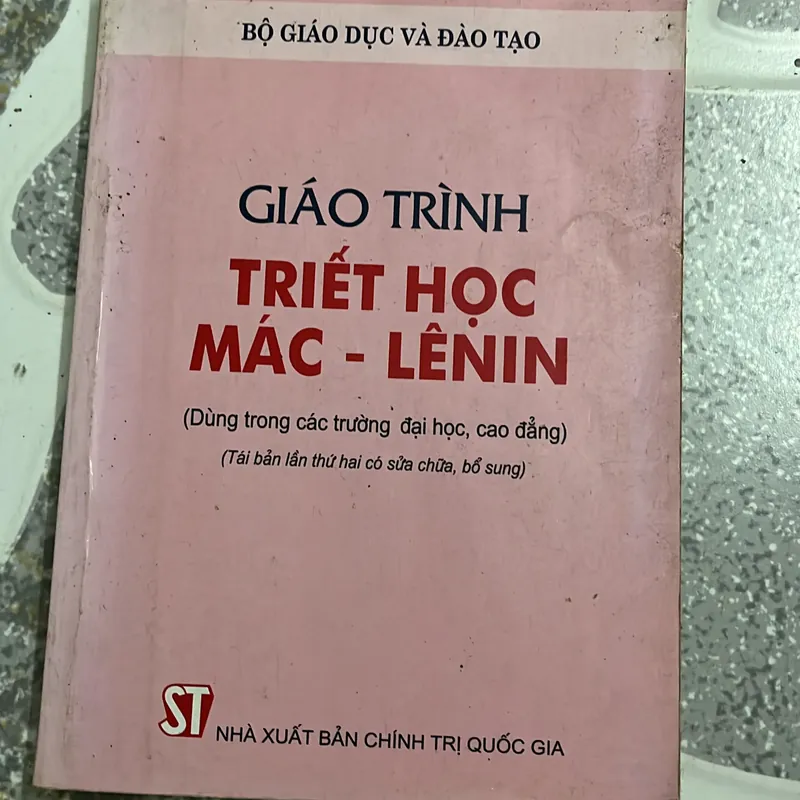 BỘ GIÁO DỤC VÀ ĐÀO TẠO
GIÁO TRÌNH
TRIẾT HỌC
MÁC - LÊNIN
(Dùng trong các trường đại học, cao đẳng)
(Tái bản lần thứ hai có sửa chữa, bổ sung)
ST
NHÀ XUẤT BẢN CHÍNH TRỊ QUỐC GIA